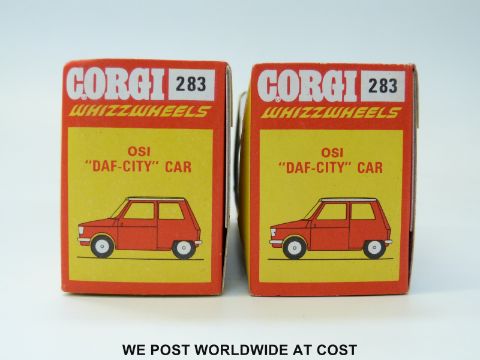 CORGI 283
WHIZZWHEELS
OSI
"DAF-CITY" CAR
CORGI 283
WHIZZWHEELS
OSI
"DAF-CITY" CAR
WE POST WORLDWIDE AT COST